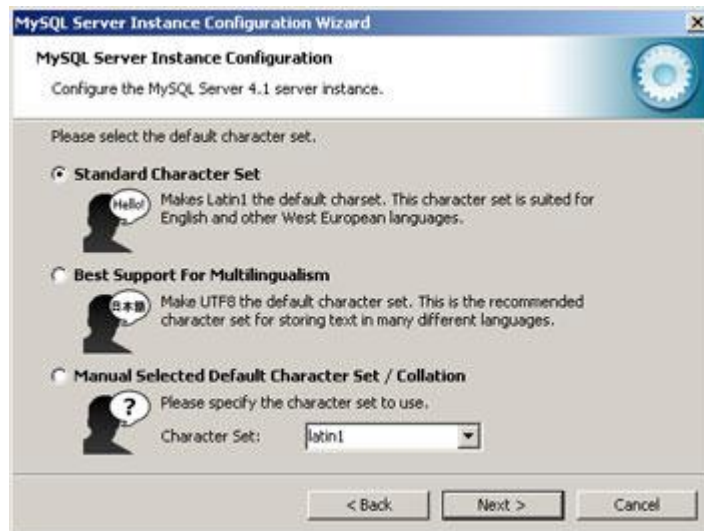 MySQL Server Instance Configuration Wizard
MySQL Server Instance Configuration
Configure the MySQL Server 4.1 server instance.
Please select the default character set.
Standard Character Set
Hello!
Makes Latin1 the default charset. This character set is suited for
English and other West European languages.
Best Support For Multilingualism
日本語
Make UTF8 the default character set. This is the recommended
character set for storing text in many different languages.
Manual Selected Default Character Set / Collation
?
Please specify the character set to use.
Character Set: latin1
< Back Next > Cancel